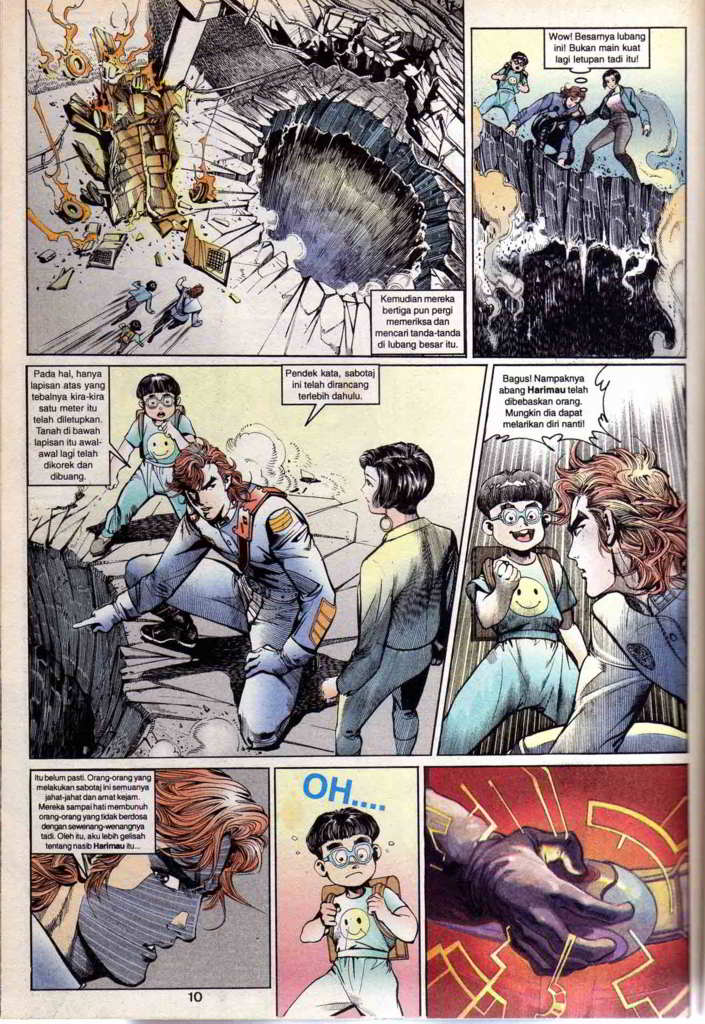 Wow! Besarnya lubang
ini! Bukan main kuat
lagi letupan tadi itu!
Kemudian mereka
bertiga pun pergi
memeriksa dan
mencari tanda-tanda
di lubang besar itu.
Pada hal, hanya
lapisan atas yang
tebalnya kira-kira
satu meter itu
telah diletupkan.
Tanah di bawah
lapisan itu awal-
awal lagi telah
dikorek dan
dibuang.
Pendek kata, sabotaj
ini telah dirancang
terlebih dahulu.
Bagus! Nampaknya
abang Harimau telah
dibebaskan orang.
Mungkin dia dapat
melarikan diri nanti!
Itu belum pasti. Orang-orang yang
melakukan sabotaj ini semuanya
jahat-jahat dan amat kejam.
Mereka sampai hati membunuh
orang-orang yang tidak berdosa
dengan sewenang-wenangnya
tadi. Oleh itu, aku lebih gelisah
tentang nasib Harimau itu...
OH....
10